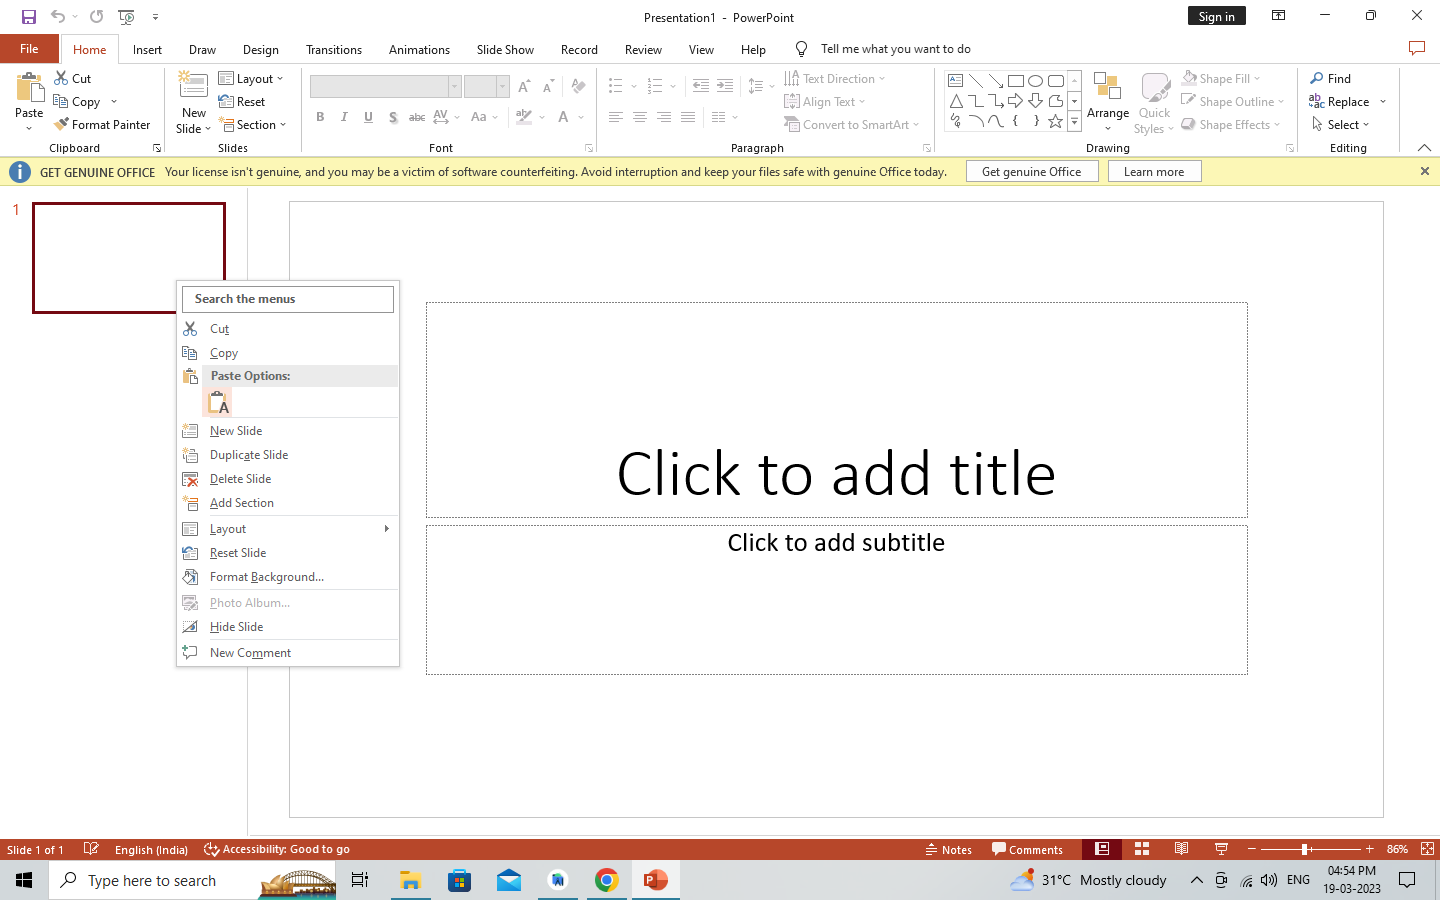 Presentation1 - PowerPoint
Sign in
File Home Insert Draw Design Transitions Animations Slide Show Record Review View Help Tell me what you want to do
Paste
Cut
Copy
Format Painter
Clipboard
New Slide
Layout
Reset
Section
Slides
B I U S abc AV Aa A
Font
Text Direction
Align Text
Convert to SmartArt
Paragraph
Arrange
Quick Styles
Shape Fill
Shape Outline
Shape Effects
Drawing
Find
Replace
Select
Editing
GET GENUINE OFFICE Your license isn't genuine, and you may be a victim of software counterfeiting. Avoid interruption and keep your files safe with genuine Office today. Get genuine Office Learn more
1
Search the menus
Cut
Copy
Paste Options:
New Slide
Duplicate Slide
Delete Slide
Add Section
Layout
Reset Slide
Format Background...
Photo Album...
Hide Slide
New Comment
Click to add title
Click to add subtitle
Slide 1 of 1 English (India) Accessibility: Good to go Notes Comments 86%
Type here to search
31°C Mostly cloudy
ENG
04:54 PM
19-03-2023